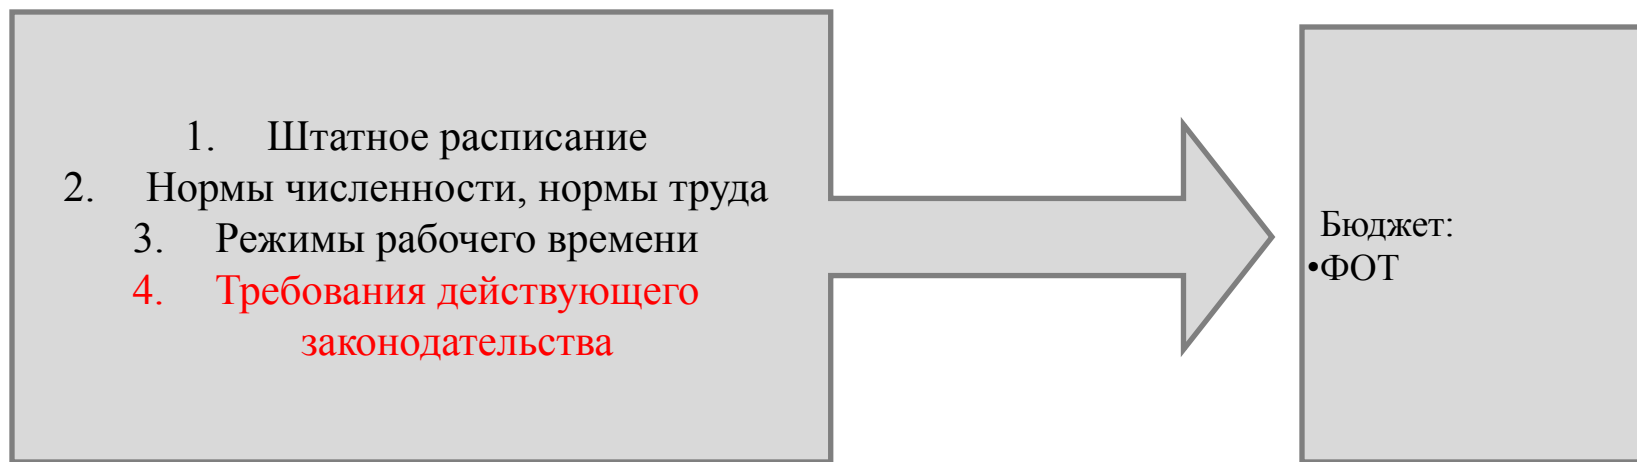 1. Штатное расписание
2. Нормы численности, нормы труда
3. Режимы рабочего времени
4. Требования действующего
законодательства
Бюджет:
•ФОТ